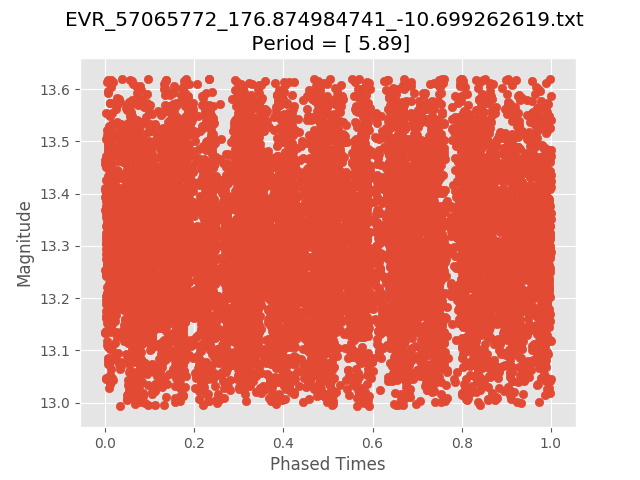 EVR_57065772_176.874984741_-10.699262619.txt
Period = [ 5.89]
13.6
13.5
13.4
13.3
13.2
13.1
13.0
Magnitude
0.0 0.2 0.4 0.6 0.8 1.0
Phased Times